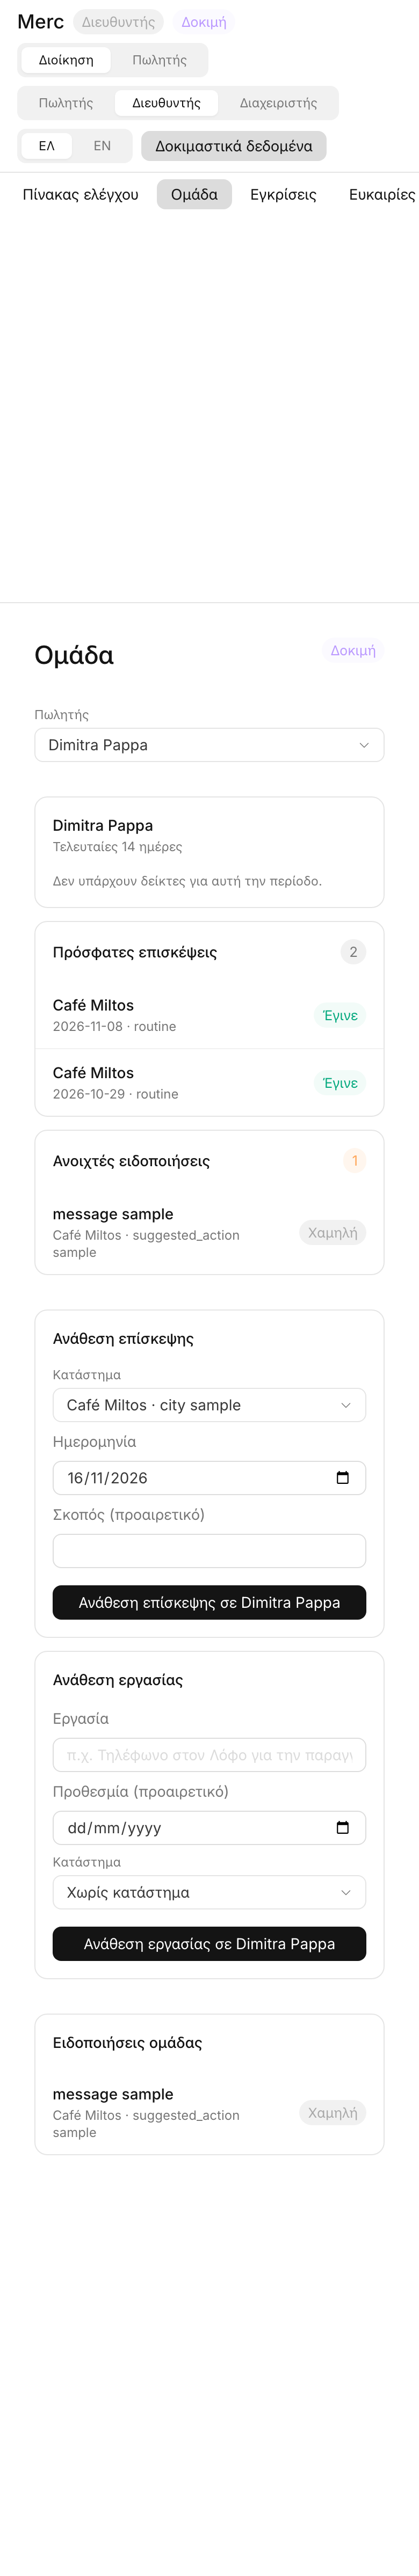 Merc Διευθυντής Δοκιμή
Διοίκηση Πωλητής
Πωλητής Διευθυντής Διαχειριστής
ΕΛ EN Δοκιμαστικά δεδομένα
Πίνακας ελέγχου Ομάδα Εγκρίσεις Ευκαιρίες
Ομάδα Δοκιμή
Πωλητής
Dimitra Pappa
Dimitra Pappa
Τελευταίες 14 ημέρες
Δεν υπάρχουν δείκτες για αυτή την περίοδο.
Πρόσφατες επισκέψεις 2
Café Miltos
2026-11-08 · routine
Έγινε
Café Miltos
2026-10-29 · routine
Έγινε
Ανοιχτές ειδοποιήσεις 1
message sample
Café Miltos · suggested_action
sample
Χαμηλή
Ανάθεση επίσκεψης
Κατάστημα
Café Miltos · city sample
Ημερομηνία
16/11/2026
Σκοπός (προαιρετικό)
Ανάθεση επίσκεψης σε Dimitra Pappa
Ανάθεση εργασίας
Εργασία
π.χ. Τηλέφωνο στον Λόφο για την παραγ
Προθεσμία (προαιρετικό)
dd/mm/yyyy
Κατάστημα
Χωρίς κατάστημα
Ανάθεση εργασίας σε Dimitra Pappa
Ειδοποιήσεις ομάδας
message sample
Café Miltos · suggested_action
sample
Χαμηλή